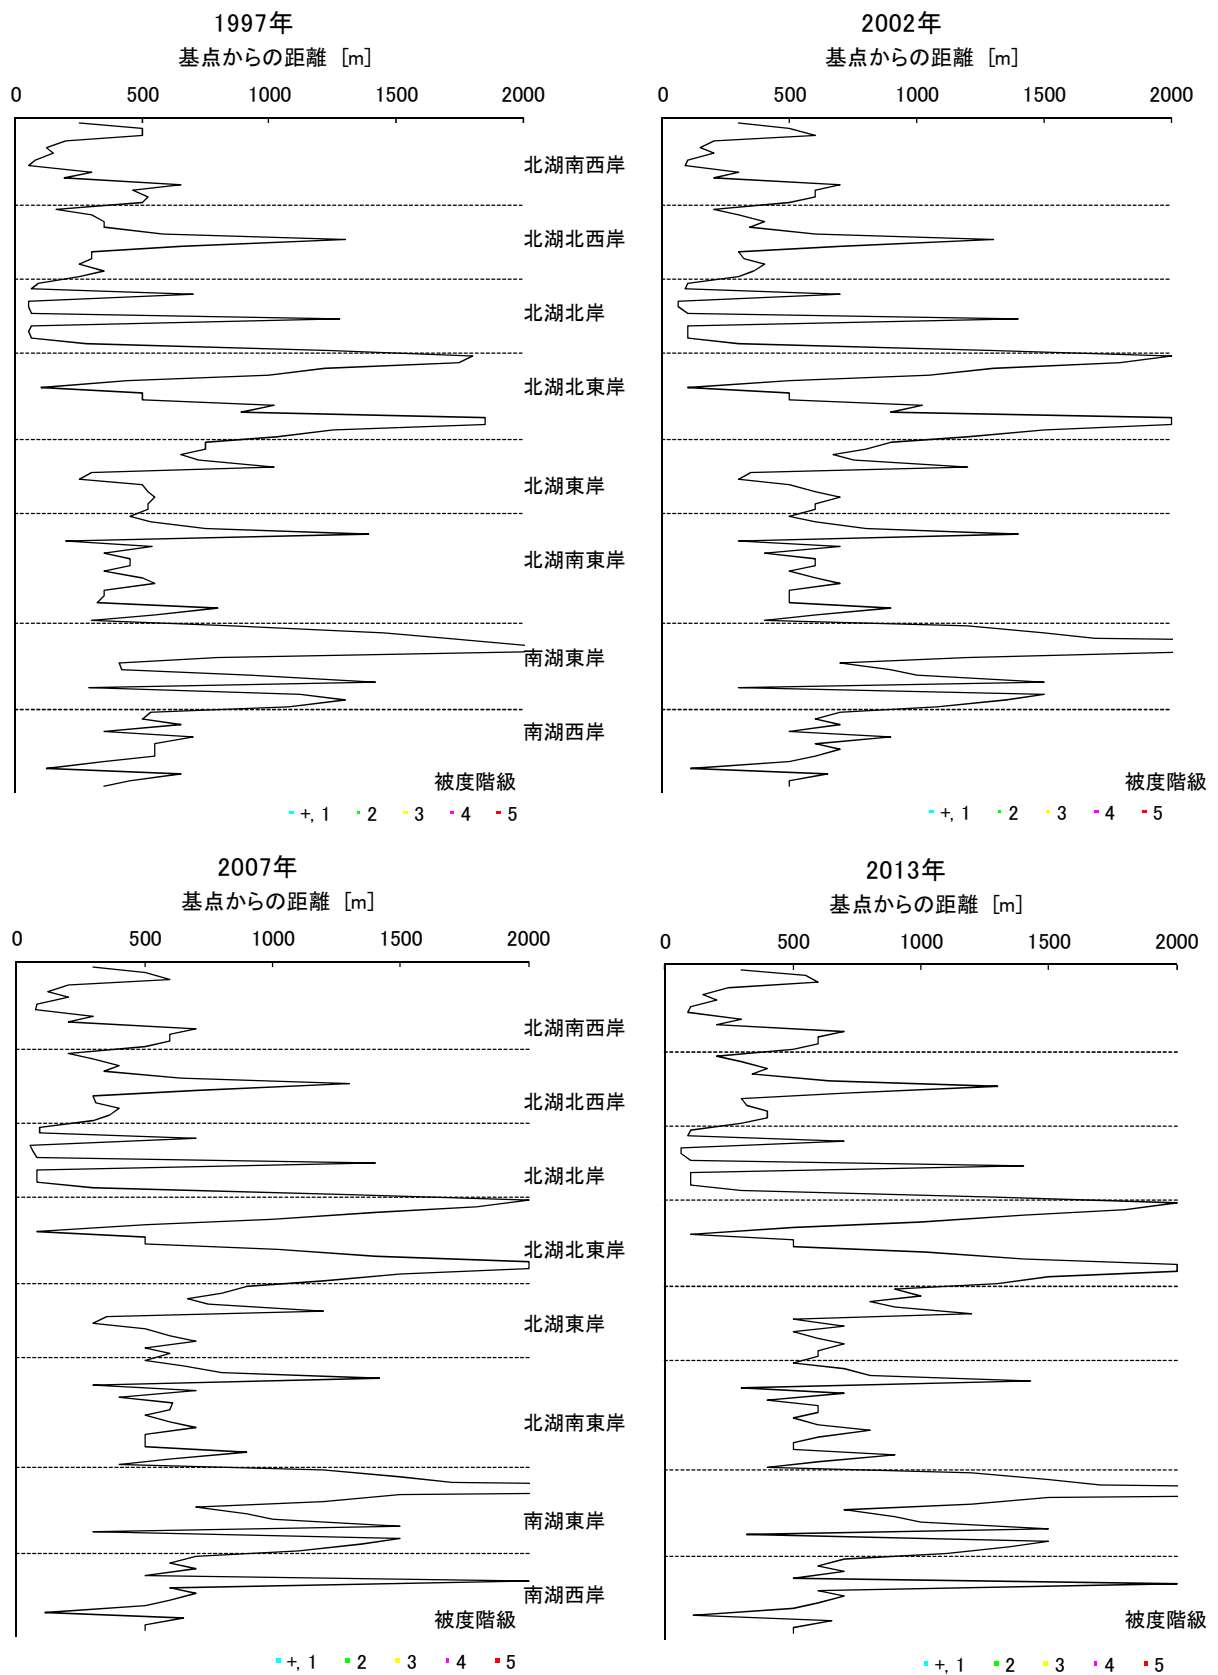 1997年
基点からの距離 [m]
0 500 1000 1500 2000
北湖南西岸
北湖北西岸
北湖北岸
北湖北東岸
北湖東岸
北湖南東岸
南湖東岸
南湖西岸
被度階級
+, 1 2 3 4 5
2002年
基点からの距離 [m]
0 500 1000 1500 2000
被度階級
+, 1 2 3 4 5
2007年
基点からの距離 [m]
0 500 1000 1500 2000
北湖南西岸
北湖北西岸
北湖北岸
北湖北東岸
北湖東岸
北湖南東岸
南湖東岸
南湖西岸
被度階級
+, 1 2 3 4 5
2013年
基点からの距離 [m]
0 500 1000 1500 2000
被度階級
+, 1 2 3 4 5